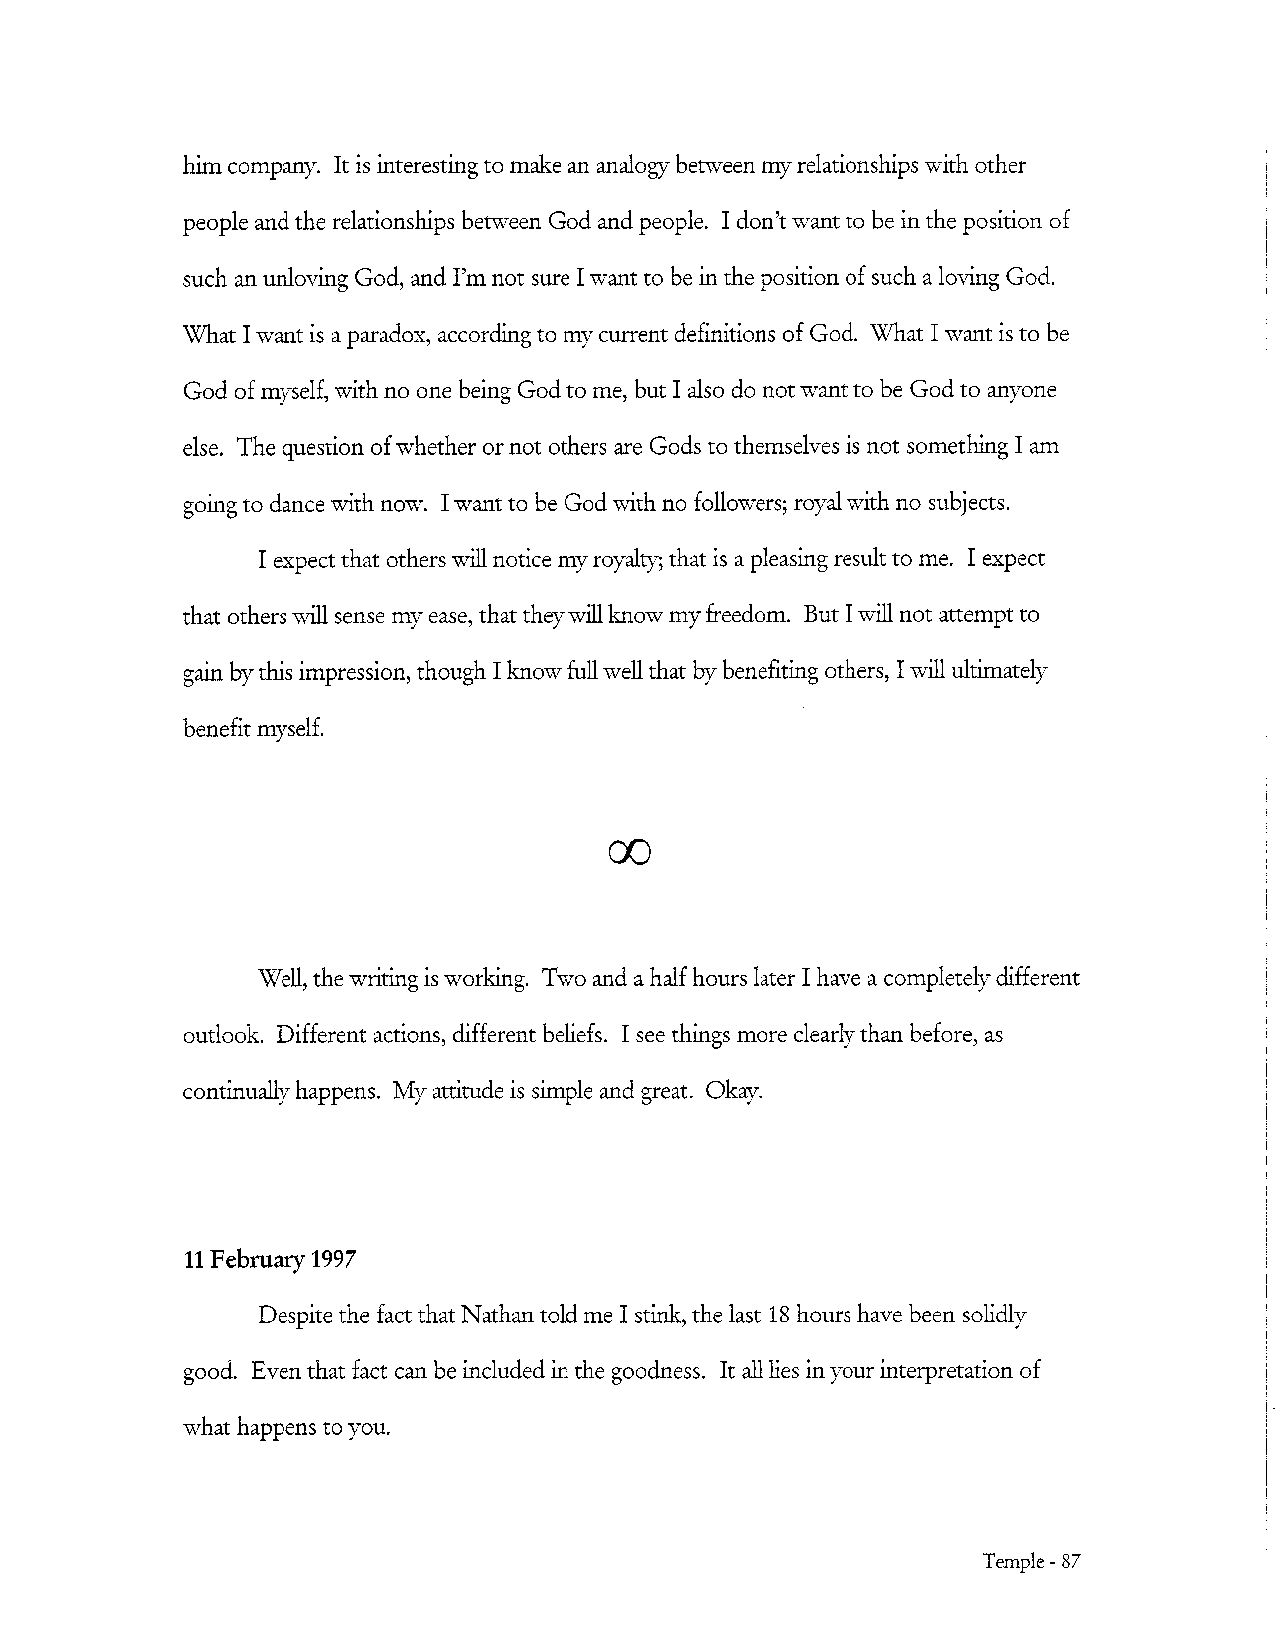 him company. It is interesting to make an analogy between my relationships with other
people and the relationships between God and people. I don't want to be in the position of
such an unloving God, and I'm not sure I want to be in the position of such a loving God.
What I want is a paradox, according to my current definitions of God. What I want is to be
God of myself, with no one being God to me, but I also do not want to be God to anyone
else. The question of whether or not others are Gods to themselves is not something I am
going to dance with now. I want to be God with no followers; royal with no subjects.
I expect that others will notice my royalty; that is a pleasing result to me. I expect
that others will sense my ease, that they will know my freedom. But I will not attempt to
gain by this impression, though I know full well that by benefiting others, I will ultimately
benefit myself.
∞
Well, the writing is working. Two and a half hours later I have a completely different
outlook. Different actions, different beliefs. I see things more clearly than before, as
continually happens. My attitude is simple and great. Okay.
11 February 1997
Despite the fact that Nathan told me I stink, the last 18 hours have been solidly
good. Even that fact can be included in the goodness. It all lies in your interpretation of
what happens to you.
Temple - 87